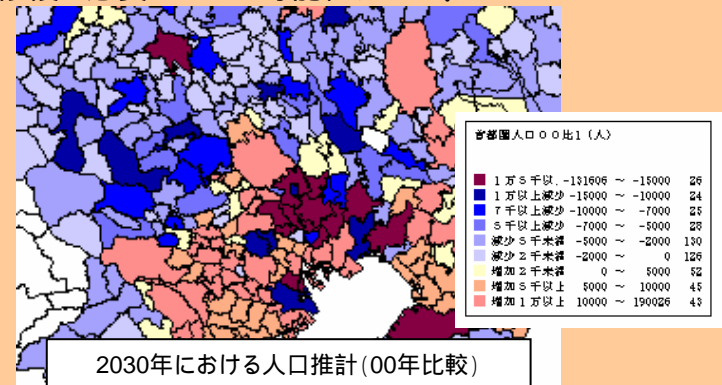 首都圏人口００比1（人）
１万５千以. -131606 ～ -15000 26
１万以上減少 -15000 ～ -10000 24
７千以上減少 -10000 ～ -7000 25
５千以上減少 -7000 ～ -5000 28
減少５千未満 -5000 ～ -2000 130
減少２千未満 -2000 ～ 0 126
増加２千未満 0 ～ 5000 52
増加５千以上 5000 ～ 10000 45
増加１万以上 10000 ～ 190026 43
2030年における人口推計（00年比較）